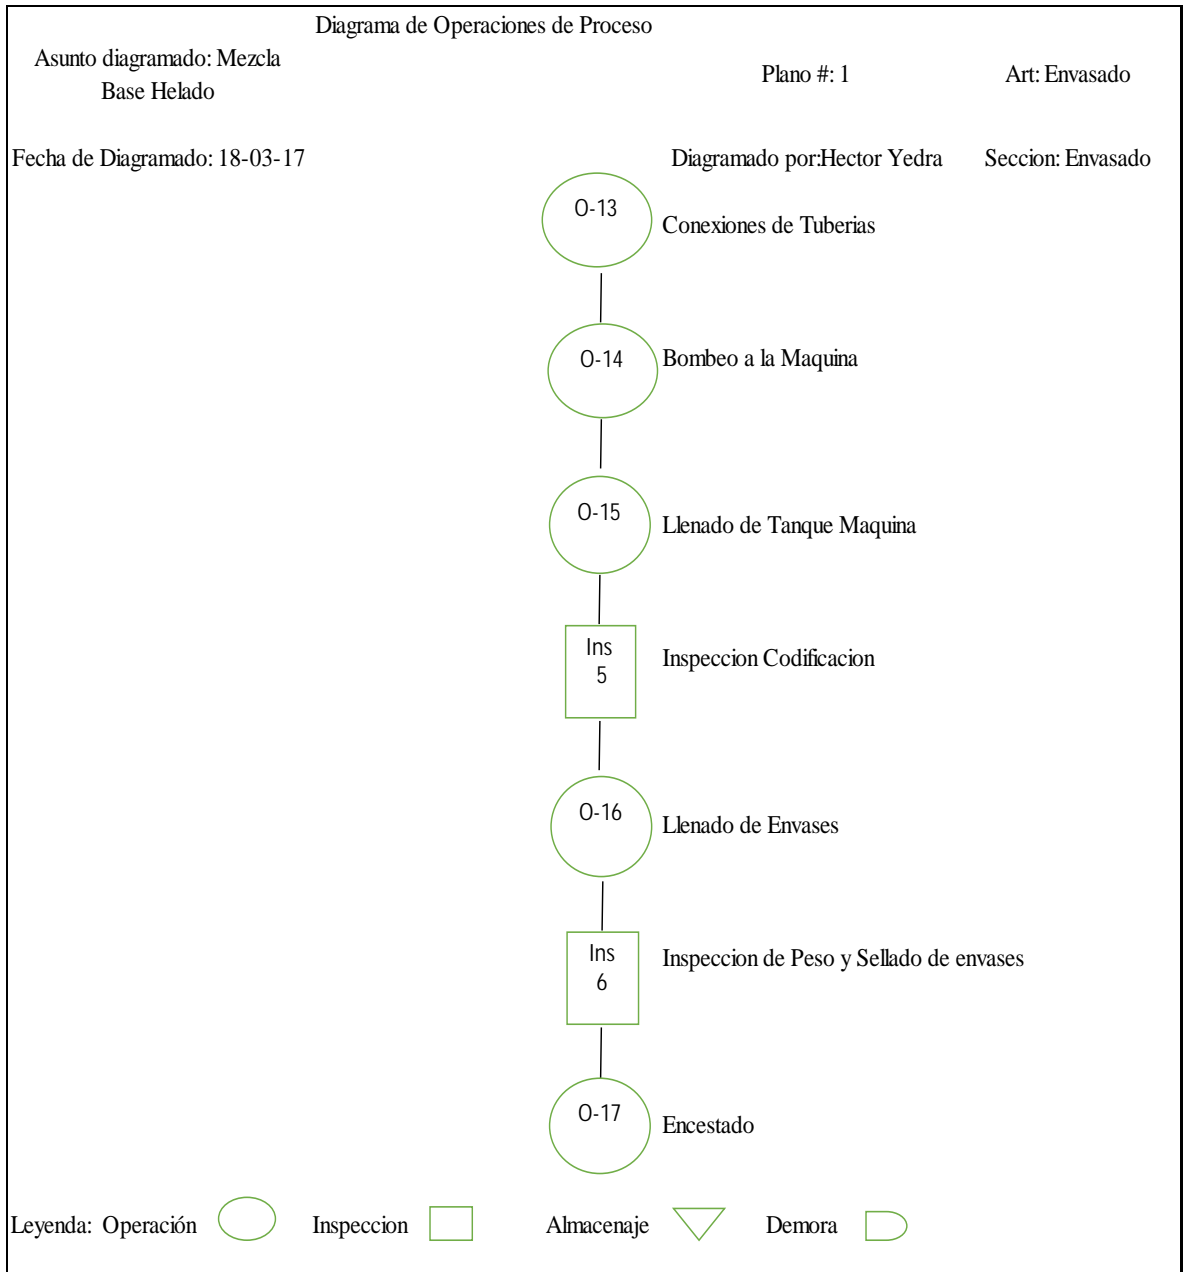 Diagrama de Operaciones de Proceso
Asunto diagramado: Mezcla
Base Helado
Plano #: 1
Art: Envasado
Fecha de Diagramado: 18-03-17
Diagramado por:Hector Yedra
Seccion: Envasado
O-13
Conexiones de Tuberias
O-14
Bombeo a la Maquina
O-15
Llenado de Tanque Maquina
Ins
5
Inspeccion Codificacion
O-16
Llenado de Envases
Ins
6
Inspeccion de Peso y Sellado de envases
O-17
Encestado
Leyenda: Operación Inspeccion Almacenaje Demora